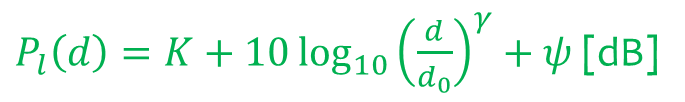 P_l(d) = K + 10 log_10 (d/d_0)^γ + ψ [dB]